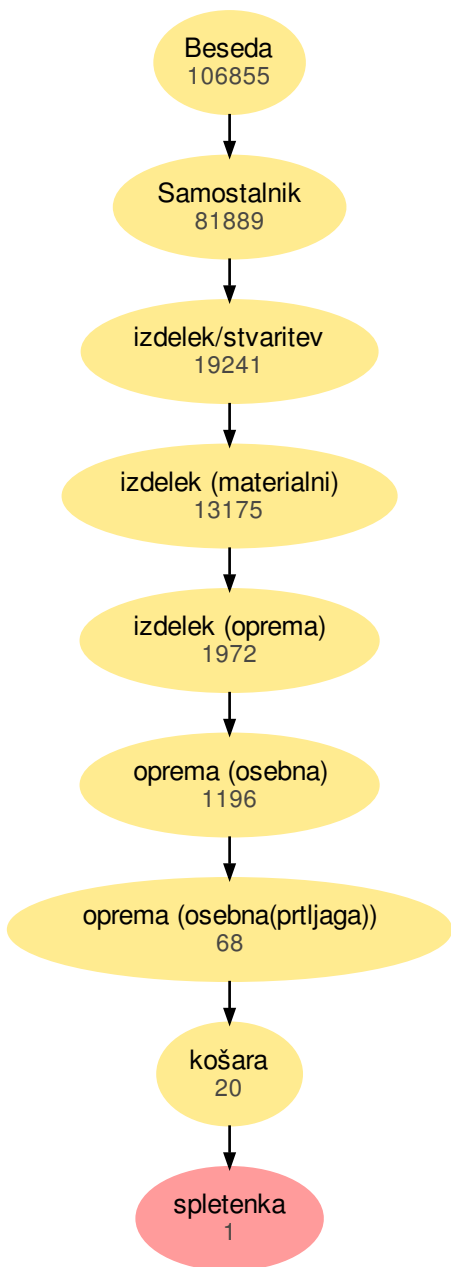 Beseda
106855
Samostalnik
81889
izdelek/stvaritev
19241
izdelek (materialni)
13175
izdelek (oprema)
1972
oprema (osebna)
1196
oprema (osebna(prtljaga))
68
košara
20
spletenka
1